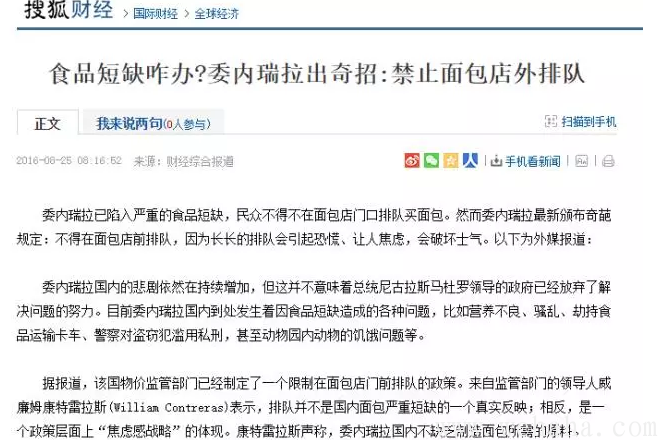 搜狐财经 > 国际财经 > 全球经济
食品短缺咋办?委内瑞拉出奇招:禁止面包店外排队
正文 我来说两句(0人参与) 扫描到手机
2016-08-25 08:16:52 来源:财经综合报道 手机看新闻
委内瑞拉已陷入严重的食品短缺,民众不得不在面包店门口排队买面包。然而委内瑞拉最新颁布奇葩
规定:不得在面包店前排队,因为长长的排队会引起恐慌、让人焦虑,会破坏士气。以下为外媒报道:
委内瑞拉国内的悲剧依然在持续增加,但这并不意味着总统尼古拉斯马杜罗领导的政府已经放弃了解
决问题的努力。目前委内瑞拉国内到处发生着因食品短缺造成的各种问题,比如营养不良、骚乱、劫持食
品运输卡车、警察对盗窃犯滥用私刑,甚至动物园内动物的饥饿问题等。
据报道,该国物价监管部门已经制定了一个限制在面包店门前排队的政策。来自监管部门的领导人威
廉姆康特雷拉斯(William Contreras)表示,排队并不是国内面包严重短缺的一个真实反映;相反,是一
个政策层面上“焦虑感战略”的体现。康特雷拉斯声称,委内瑞拉国内不缺乏制造面包所需的原料、